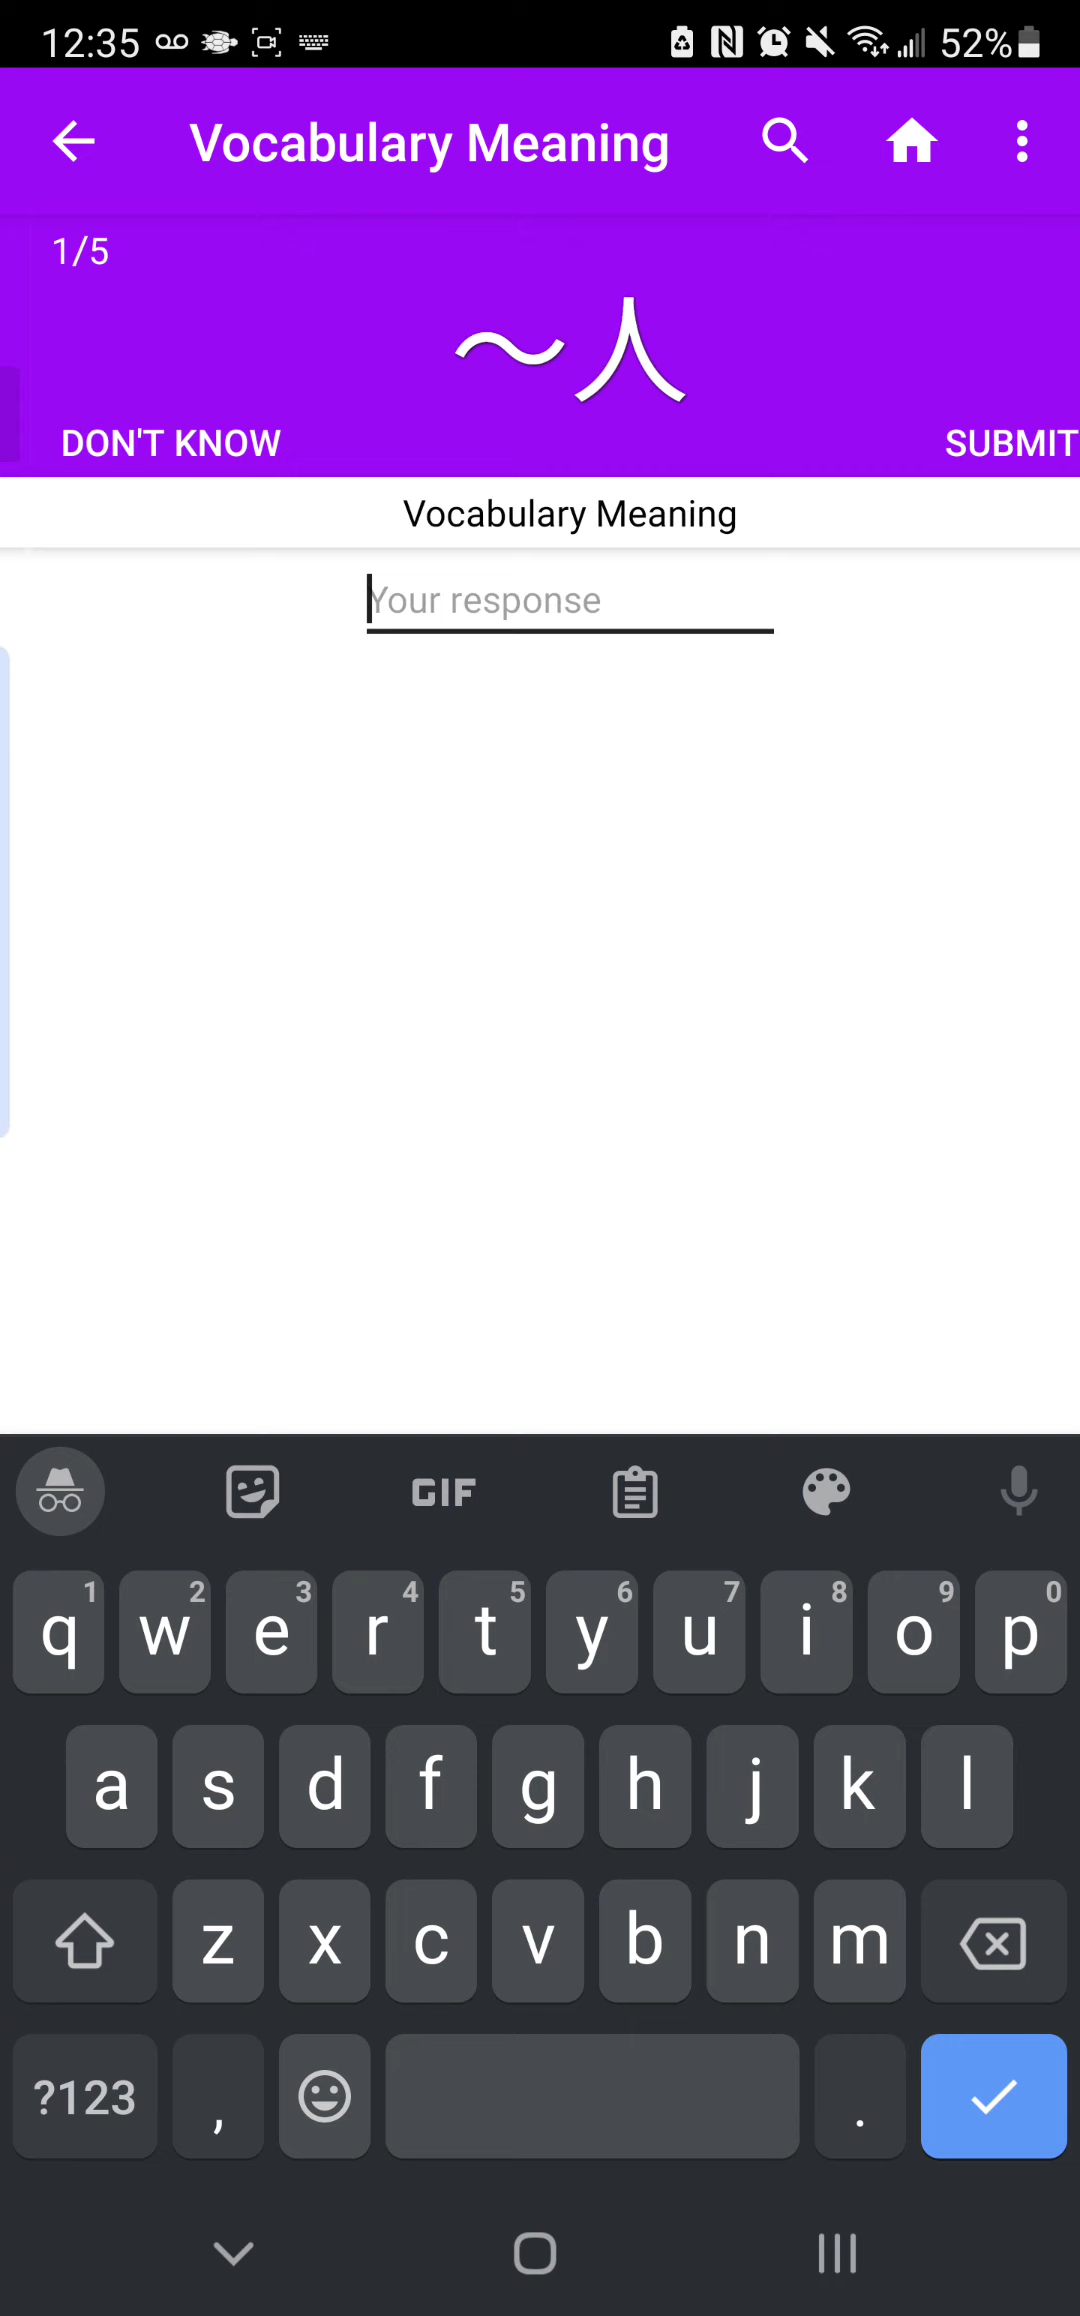 12:35 52%
Vocabulary Meaning
1/5
〜人
DON'T KNOW SUBMIT
Vocabulary Meaning
Your response
GIF
1 2 3 4 5 6 7 8 9 0
q w e r t y u i o p
a s d f g h j k l
z x c v b n m
?123 , .